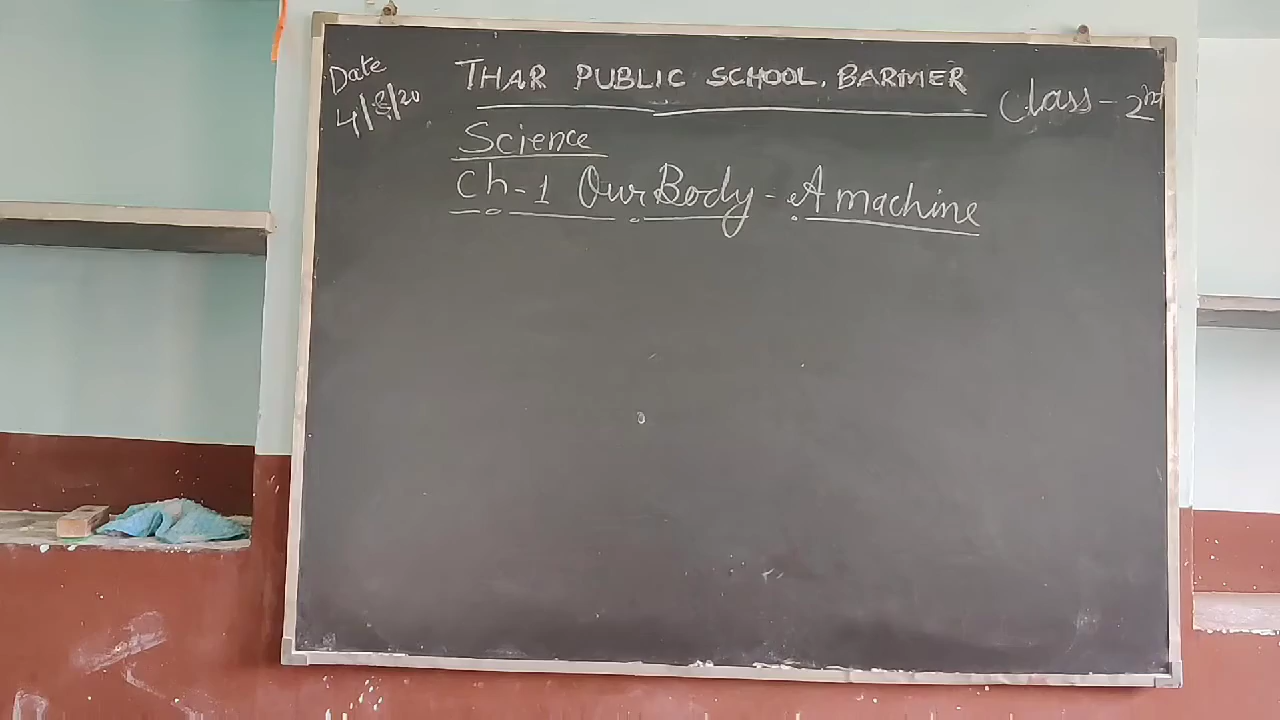 Date
4/8/20
THAR PUBLIC SCHOOL, BARMER
Class - 2nd
Science
Ch-1 Our Body - A machine